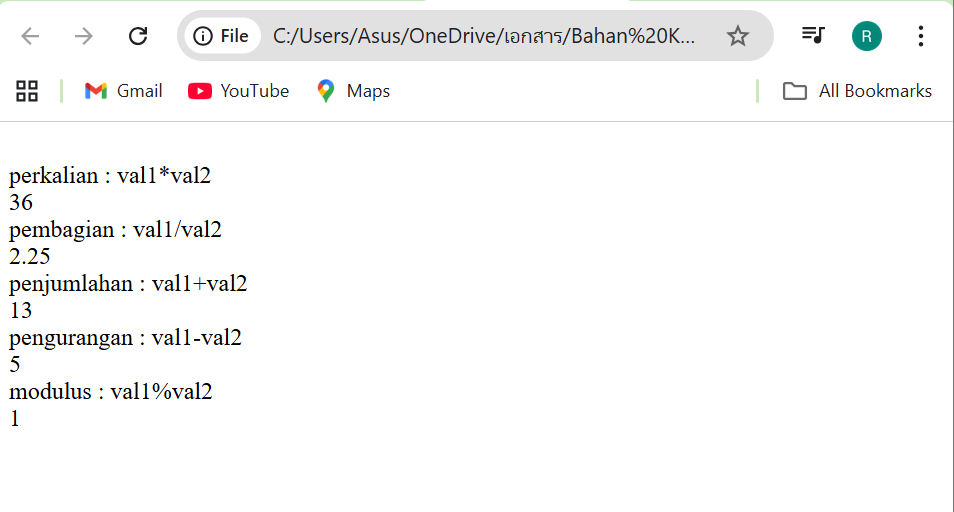 File C:/Users/Asus/OneDrive/เอกสาร/Bahan%20K... R
Gmail YouTube Maps All Bookmarks
perkalian : val1*val2
36
pembagian : val1/val2
2.25
penjumlahan : val1+val2
13
pengurangan : val1-val2
5
modulus : val1%val2
1